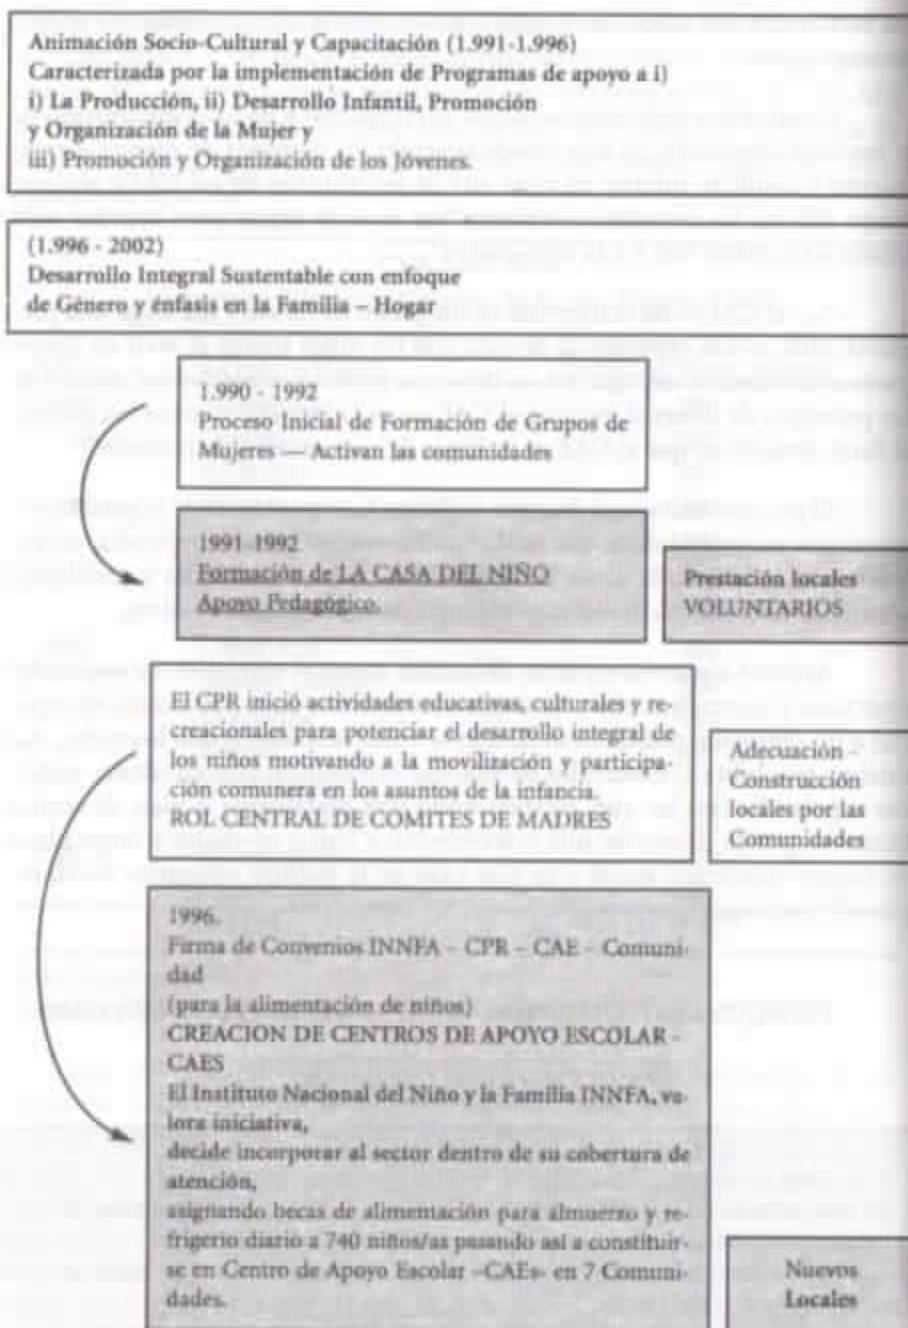 Animación Socio-Cultural y Capacitación (1.991-1.996)
Caracterizada por la implementación de Programas de apoyo a i)
i) La Producción, ii) Desarrollo Infantil, Promoción
y Organización de la Mujer y
iii) Promoción y Organización de los Jóvenes.
(1.996 - 2002)
Desarrollo Integral Sustentable con enfoque
de Género y énfasis en la Familia – Hogar
1.990 - 1992
Proceso Inicial de Formación de Grupos de
Mujeres — Activan las comunidades
1991-1992
Formación de LA CASA DEL NIÑO
Apoyo Pedagógico.
Prestación locales
VOLUNTARIOS
El CPR inició actividades educativas, culturales y re-
creacionales para potenciar el desarrollo integral de
los niños motivando a la movilización y participa-
ción comunera en los asuntos de la infancia.
ROL CENTRAL DE COMITES DE MADRES
Adecuación -
Construcción
locales por las
Comunidades
1996.
Firma de Convenios INNFA – CPR – CAE – Comuni-
dad
(para la alimentación de niños)
CREACION DE CENTROS DE APOYO ESCOLAR -
CAES
El Instituto Nacional del Niño y la Familia INNFA, va-
lora iniciativa,
decide incorporar al sector dentro de su cobertura de
atención,
asignando becas de alimentación para almuerzo y re-
frigerio diario a 740 niños/as pasando así a constituir-
se en Centro de Apoyo Escolar –CAEs- en 7 Comuni-
dades.
Nuevos
Locales